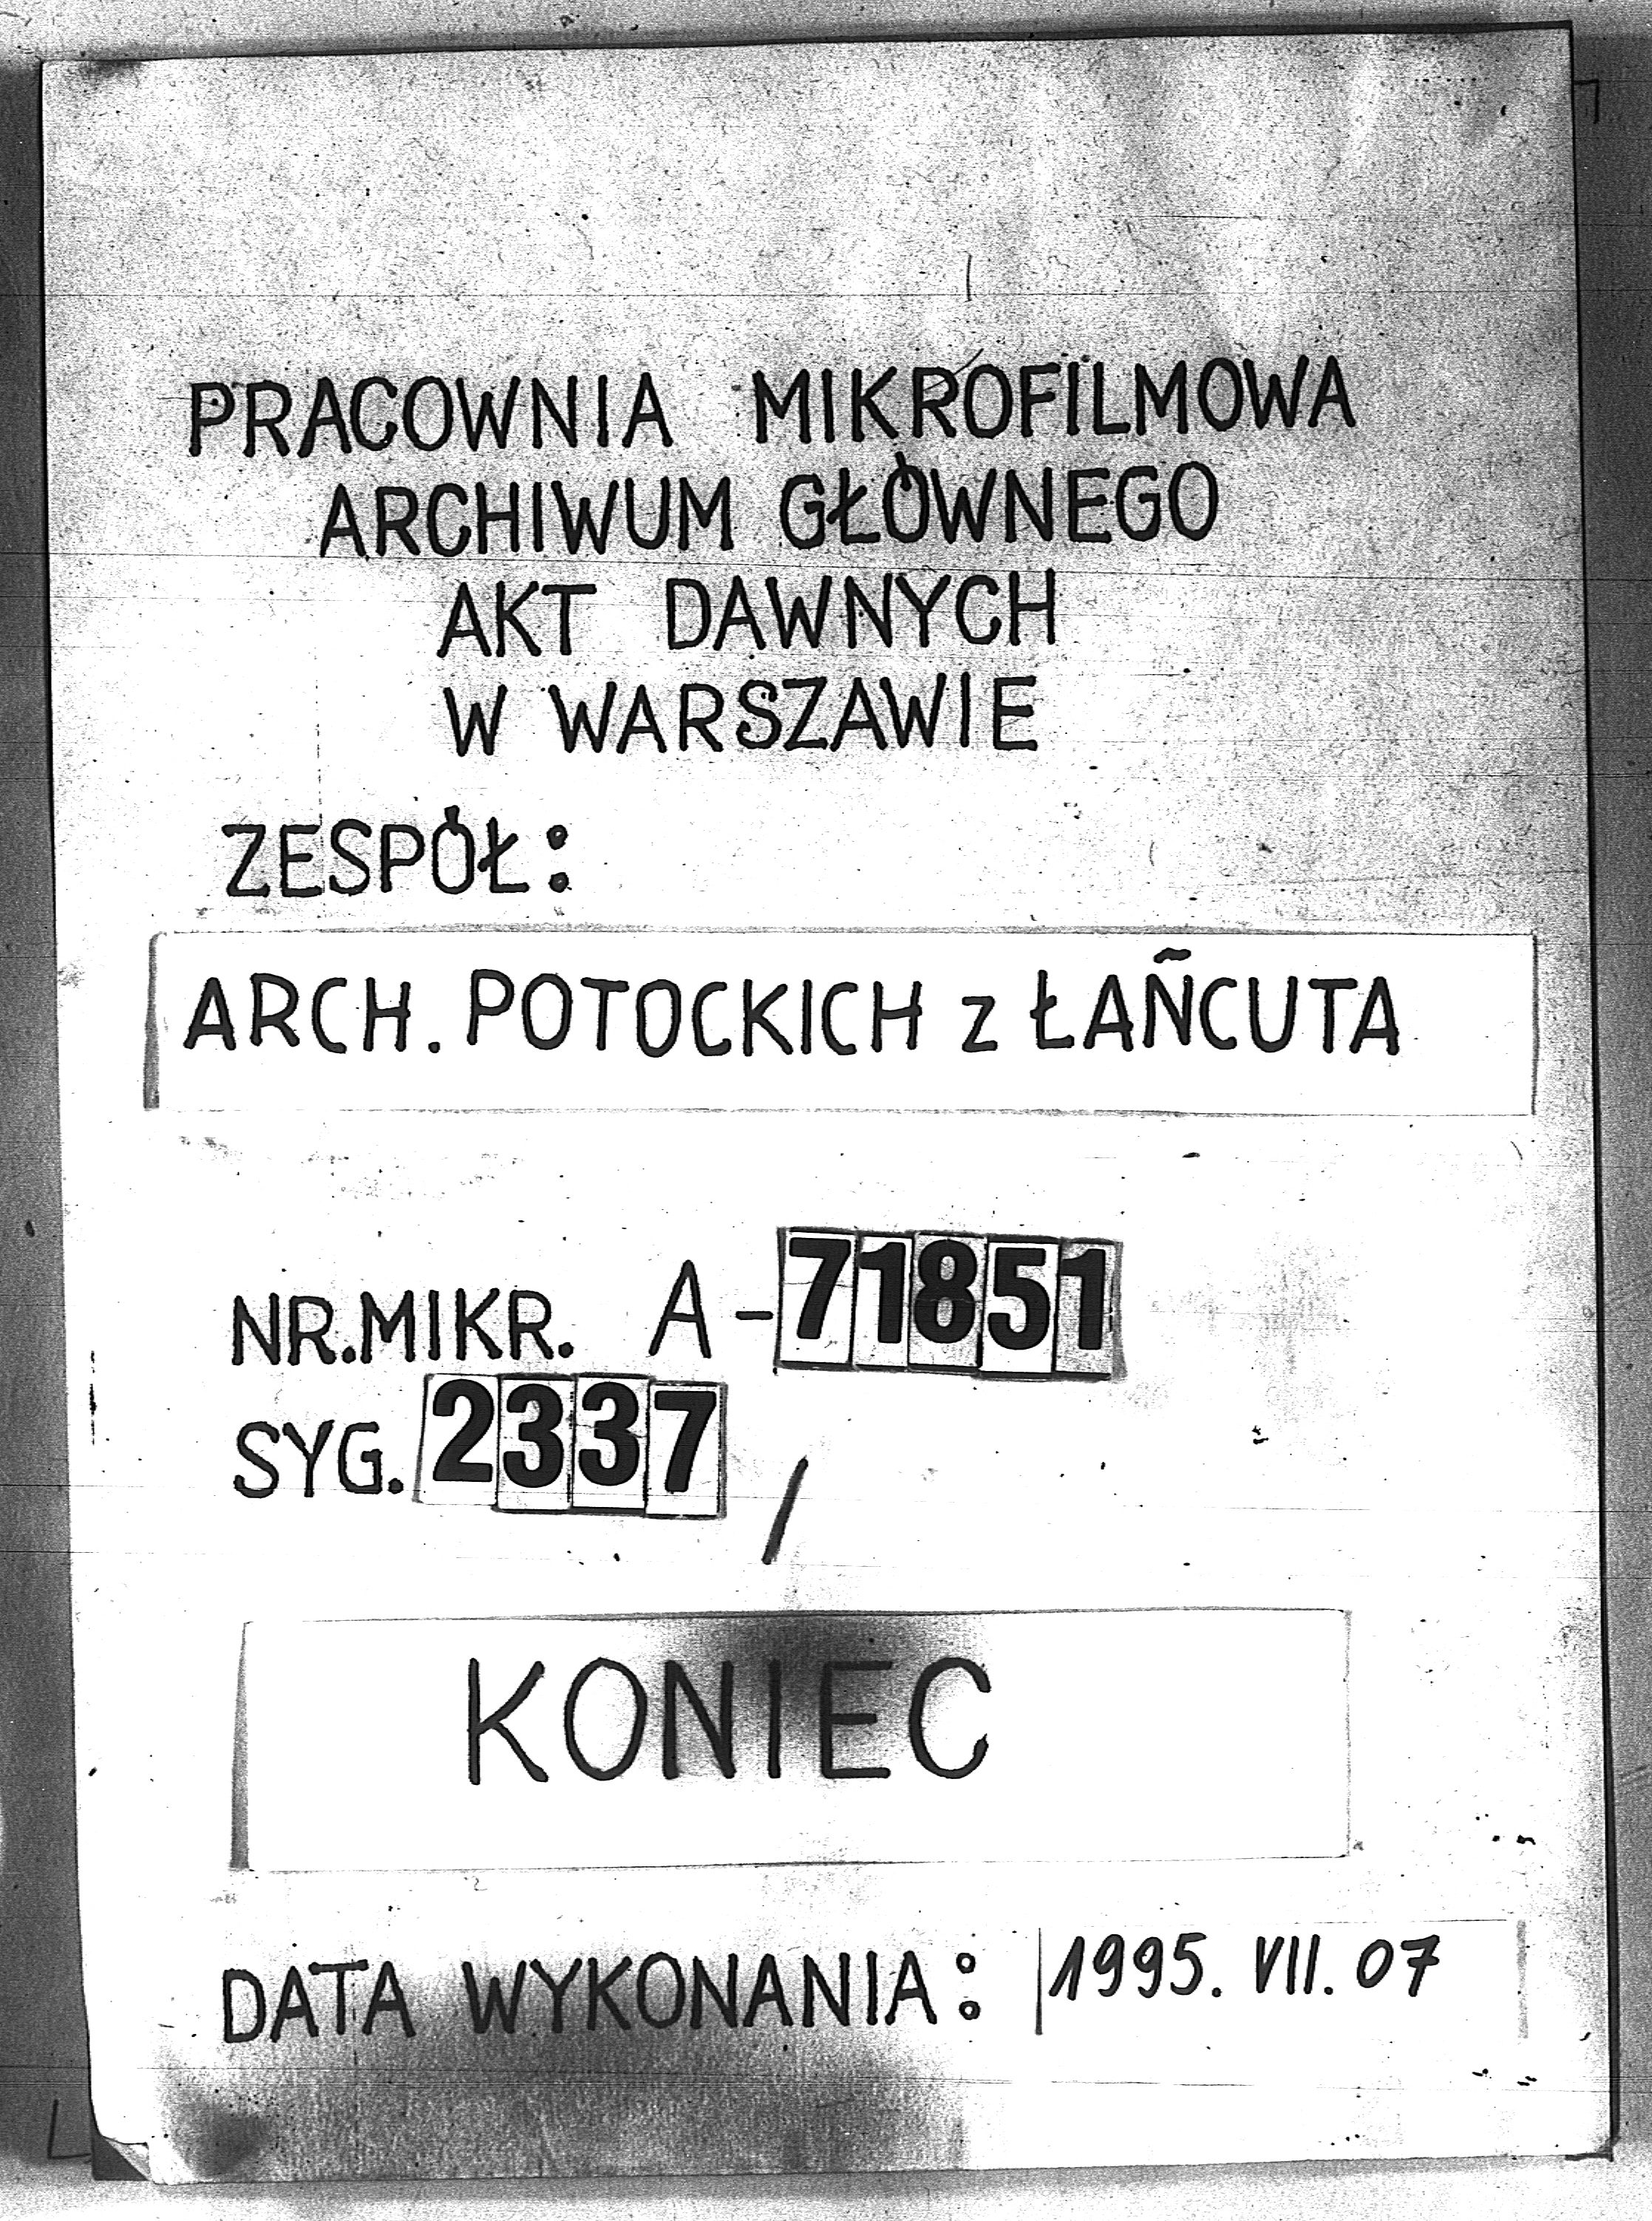 PRACOWNIA MIKROFILMOWA
ARCHIWUM GŁÓWNEGO
AKT DAWNYCH
W WARSZAWIE
ZESPÓŁ:
ARCH. POTOCKICH z ŁAŃCUTA
NR.MIKR. A-71851
SYG. 2337 /
KONIEC
DATA WYKONANIA: 1995. VII. 07